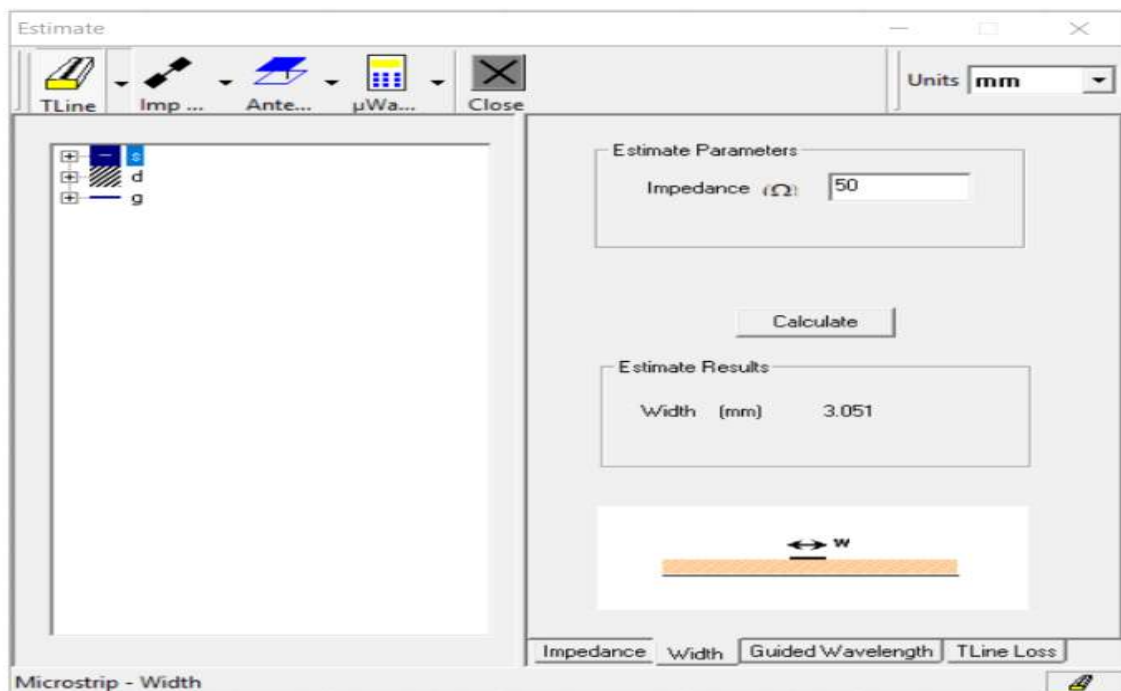 Estimate
TLine Imp ... Ante... µWa... Close
Units mm
s
d
g
Estimate Parameters
Impedance (Ω) 50
Calculate
Estimate Results
Width (mm) 3.051
w
Impedance Width Guided Wavelength TLine Loss
Microstrip - Width